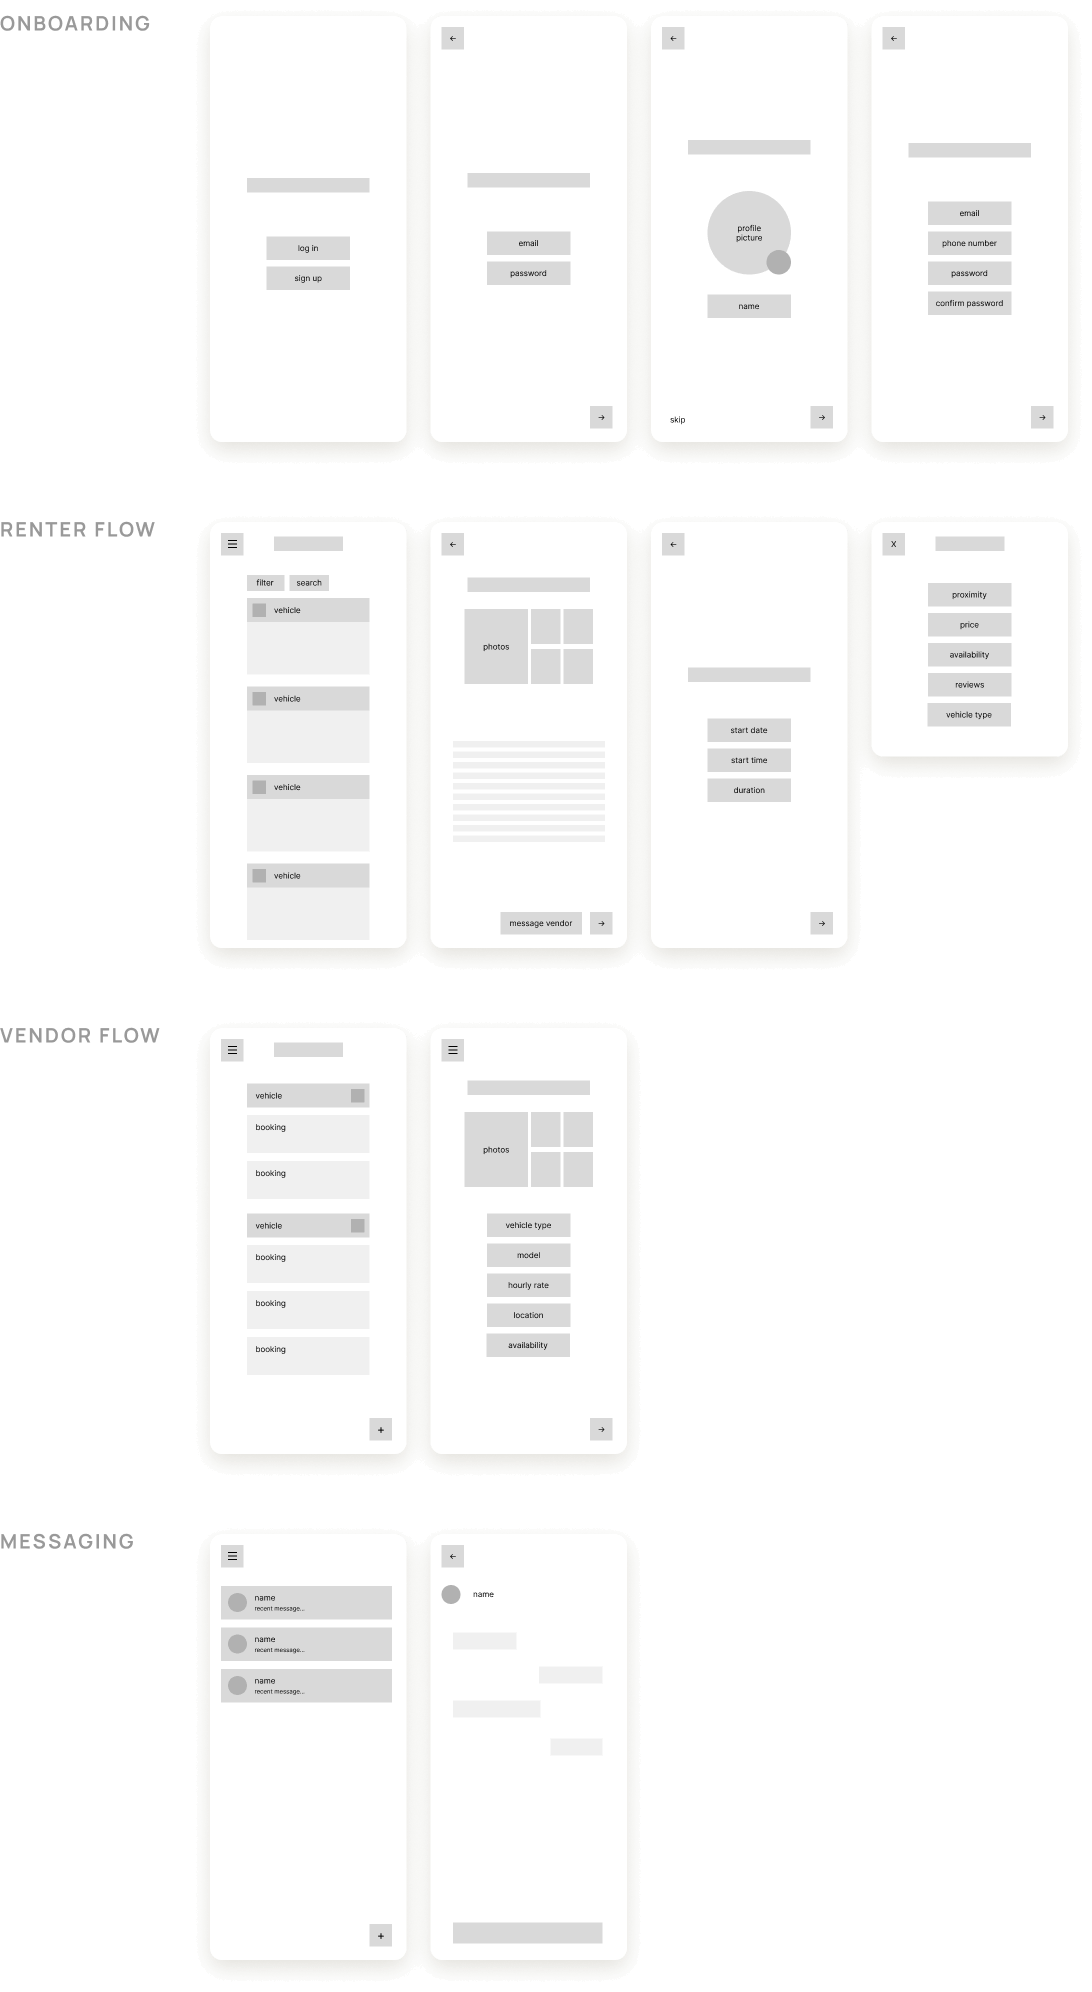 ONBOARDING
←
←
←
log in
sign up
email
password
→
profile
picture
name
skip
→
email
phone number
password
confirm password
→
RENTER FLOW
filter
search
vehicle
vehicle
vehicle
vehicle
←
photos
message vendor
→
←
start date
start time
duration
→
X
proximity
price
availability
reviews
vehicle type
VENDOR FLOW
vehicle
booking
booking
vehicle
booking
booking
booking
+
photos
vehicle type
model
hourly rate
location
availability
→
MESSAGING
name
recent message...
name
recent message...
name
recent message...
+
←
name